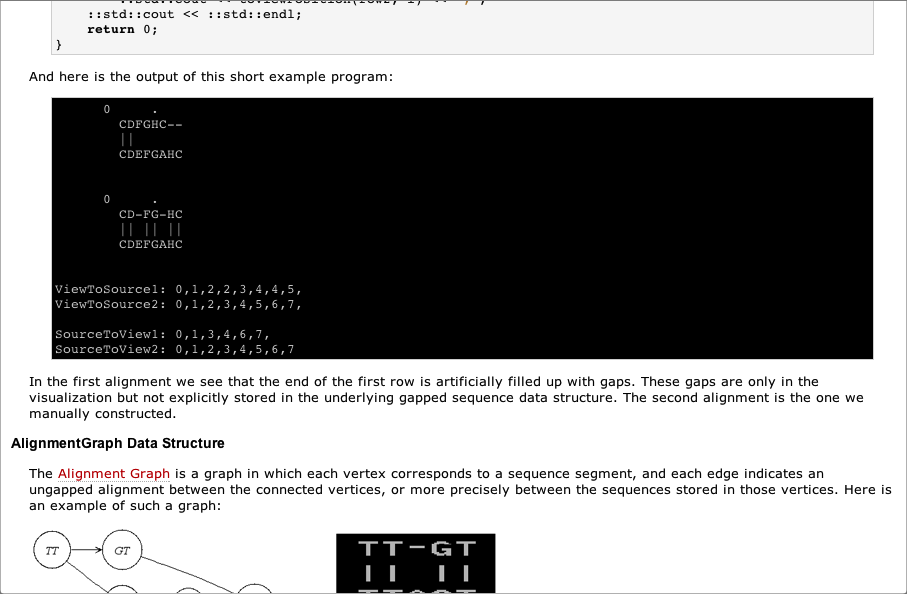 ::std::cout << ::std::endl;
return 0;
}
And here is the output of this short example program:
0     .
CDFGHC--
||
CDEFGAHC
0     .
CD-FG-HC
|| || ||
CDEFGAHC
ViewToSource1: 0,1,2,2,3,4,4,5,
ViewToSource2: 0,1,2,3,4,5,6,7,
SourceToView1: 0,1,3,4,6,7,
SourceToView2: 0,1,2,3,4,5,6,7
In the first alignment we see that the end of the first row is artificially filled up with gaps. These gaps are only in the
visualization but not explicitly stored in the underlying gapped sequence data structure. The second alignment is the one we
manually constructed.
AlignmentGraph Data Structure
The Alignment Graph is a graph in which each vertex corresponds to a sequence segment, and each edge indicates an
ungapped alignment between the connected vertices, or more precisely between the sequences stored in those vertices. Here is
an example of such a graph:
TT GT
TT-GT
|| ||